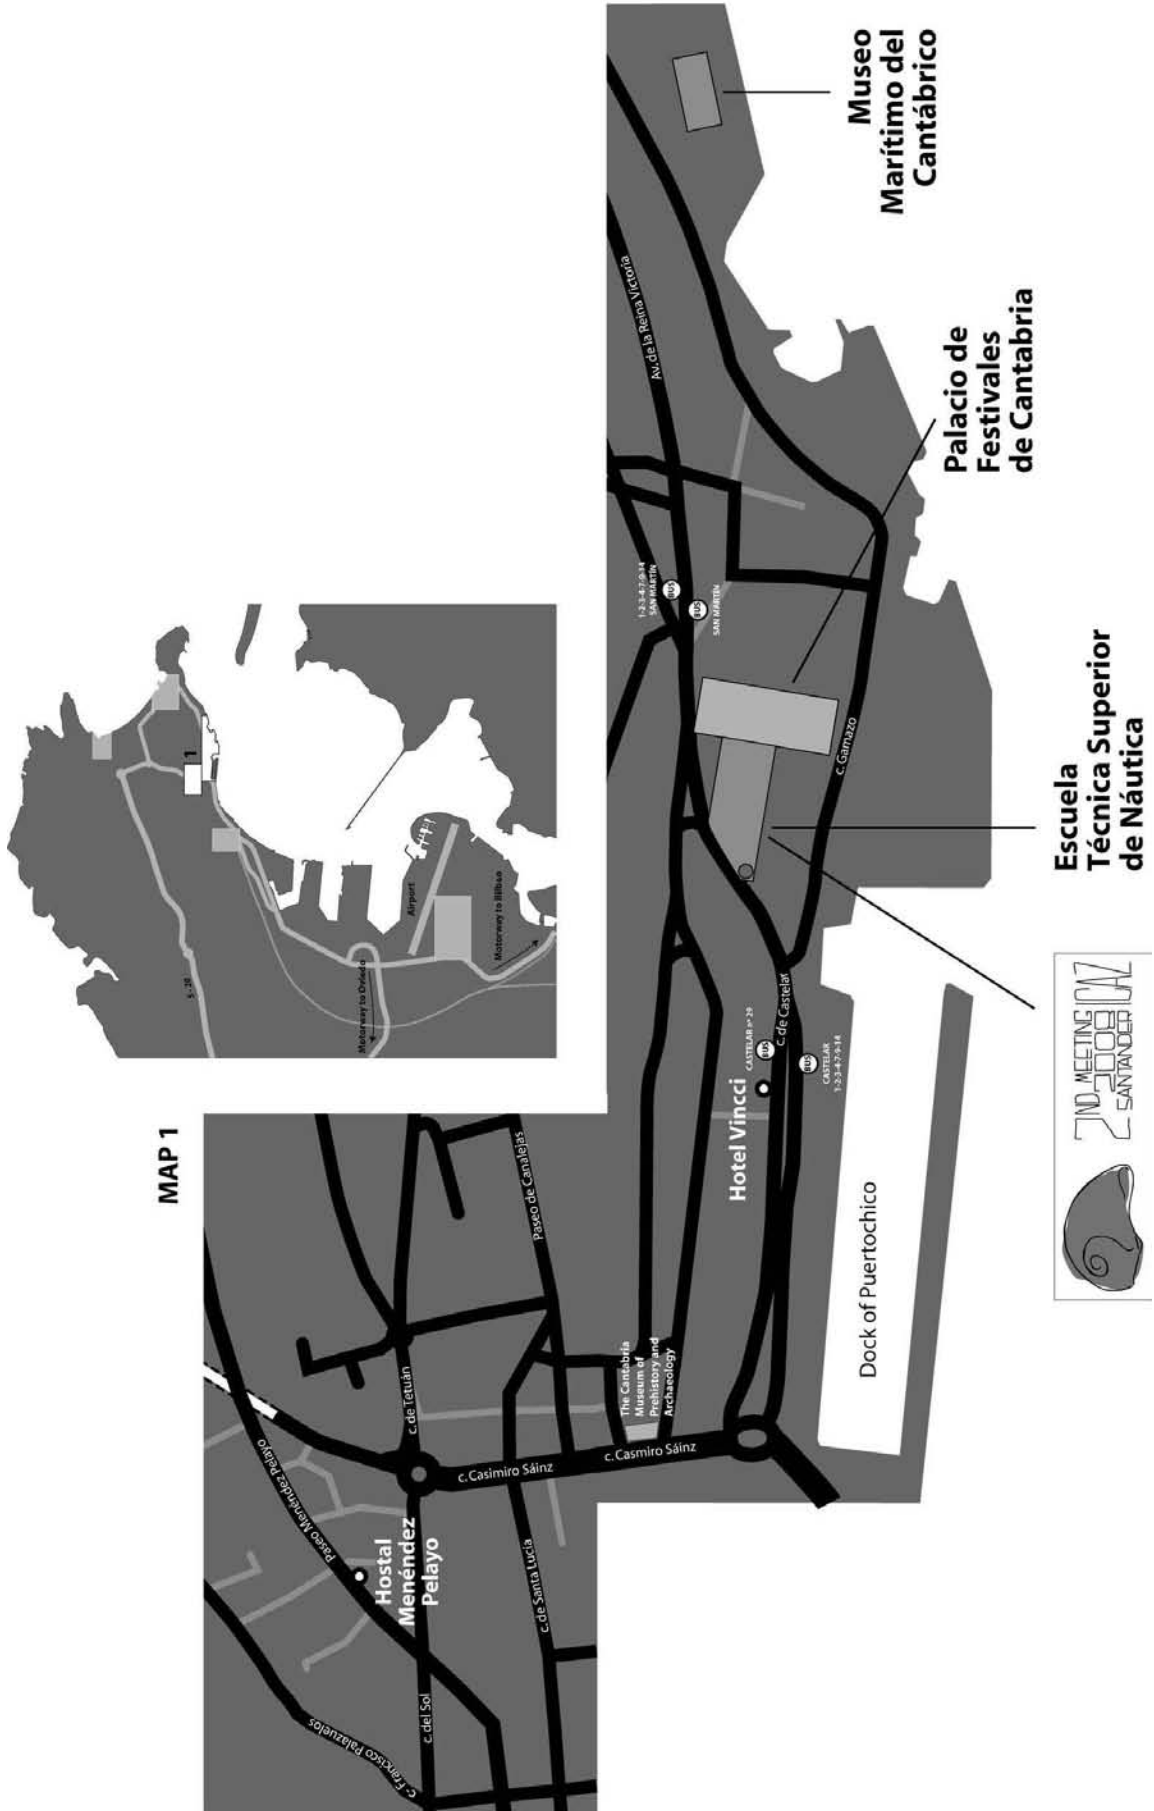 MAP 1
S - 20
1
Airport
Motorway to Oviedo
Motorway to Bilbao
Paseo Menéndez Pelayo
c. Francisco Palazuelos
c. del Sol
c. de Tetuán
Hostal
Menéndez
Pelayo
c. de Santa Lucía
Paseo de Canalejas
c. Casimiro Sáinz
c. Casmiro Sáinz
The Cantabria
Museum of
Prehistory and
Archaeology
Hotel Vincci
CASTELAR nº 29
BUS
c. de Castelar
BUS
CASTELAR
1-2-3-4-7-9-14
Dock of Puertochico
1-2-3-4-7-9-14
SAN MARTÍN
BUS
BUS
SAN MARTÍN
Av. de la Reina Victoria
c. Gamazo
Museo
Marítimo del
Cantábrico
Palacio de
Festivales
de Cantabria
Escuela
Técnica Superior
de Náutica
2ND MEETING ICAZ
2008
SANTANDER